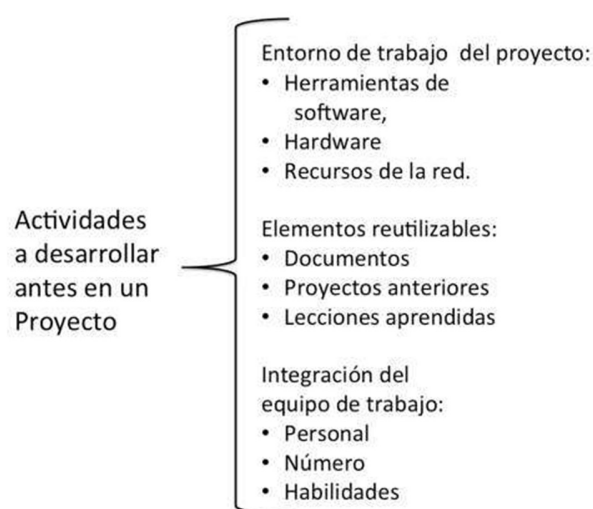 Actividades
a desarrollar
antes en un
Proyecto
Entorno de trabajo del proyecto:
• Herramientas de
software,
• Hardware
• Recursos de la red.
Elementos reutilizables:
• Documentos
• Proyectos anteriores
• Lecciones aprendidas
Integración del
equipo de trabajo:
• Personal
• Número
• Habilidades